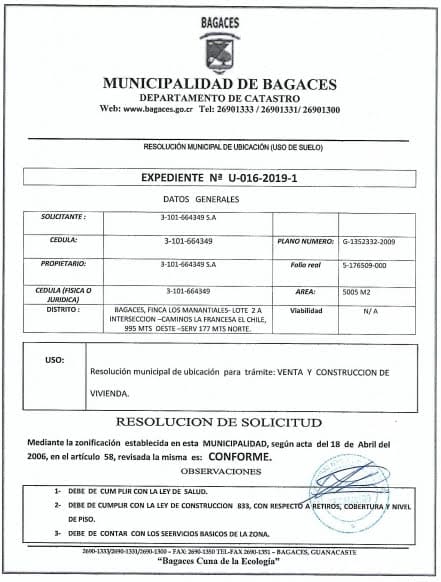 BAGACES
MUNICIPALIDAD DE BAGACES
DEPARTAMENTO DE CATASTRO
Web: www.bagaces.go.cr Tel: 26901333 / 26901331/ 26901300
RESOLUCIÓN MUNICIPAL DE UBICACIÓN (USO DE SUELO)
EXPEDIENTE Nª U-016-2019-1
DATOS GENERALES
SOLICITANTE : 3-101-664349 S.A
CEDULA: 3-101-664349 PLANO NUMERO: G-1352332-2009
PROPIETARIO: 3-101-664349 S.A Folio real 5-176509-000
CEDULA (FISICA O JURIDICA) 3-101-664349 AREA: 5005 M2
DISTRITO : BAGACES, FINCA LOS MANANTIALES- LOTE 2 A Viabilidad N/ A
INTERSECCION –CAMINOS LA FRANCESA EL CHILE,
995 MTS OESTE –SERV 177 MTS NORTE.
USO:
Resolución municipal de ubicación para trámite: VENTA Y CONSTRUCCION DE
VIVIENDA.
RESOLUCION DE SOLICITUD
Mediante la zonificación establecida en esta MUNICIPALIDAD, según acta del 18 de Abril del
2006, en el artículo 58, revisada la misma es: CONFORME.
OBSERVACIONES
1- DEBE DE CUM PLIR CON LA LEY DE SALUD.
2- DEBE DE CUMPLIR CON LA LEY DE CONSTRUCCION 833, CON RESPECTO A RETIROS, COBERTURA Y NIVEL
DE PISO.
3- DEBE DE CONTAR CON LOS SEERVICIOS BASICOS DE LA ZONA.
2690-1333/2690-1331/2690-1300 – FAX: 2690-1350 TEL-FAX 2690-1351 – BAGACES, GUANACASTE
"Bagaces Cuna de la Ecología"